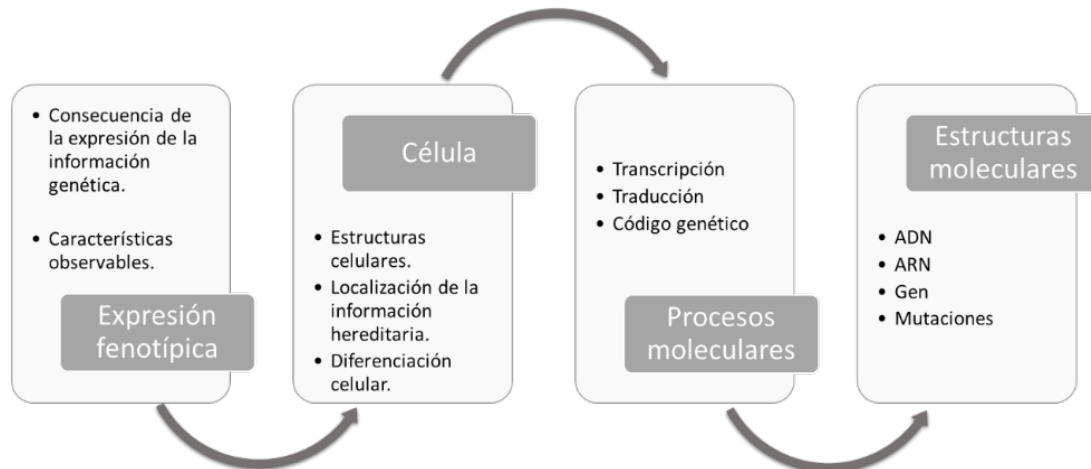 • Consecuencia de
la expresión de la
información
genética.
• Características
observables.
Expresión
fenotípica
Célula
• Estructuras
celulares.
• Localización de la
información
hereditaria.
• Diferenciación
celular.
• Transcripción
• Traducción
• Código genético
Procesos
moleculares
Estructuras
moleculares
• ADN
• ARN
• Gen
• Mutaciones